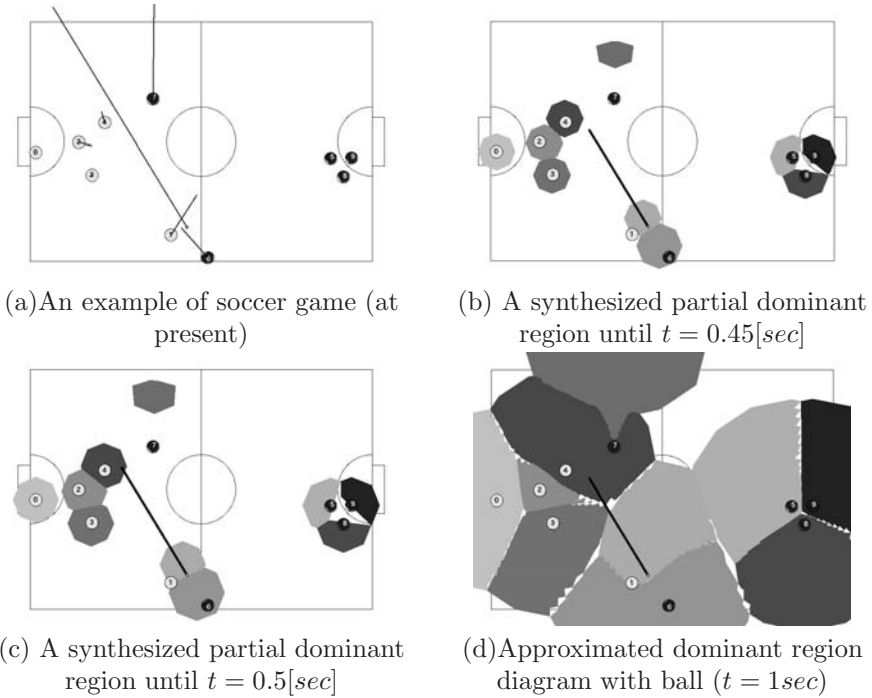 (a)An example of soccer game (at
present)
(b) A synthesized partial dominant
region until t = 0.45[sec]
(c) A synthesized partial dominant
region until t = 0.5[sec]
(d)Approximated dominant region
diagram with ball (t = 1sec)